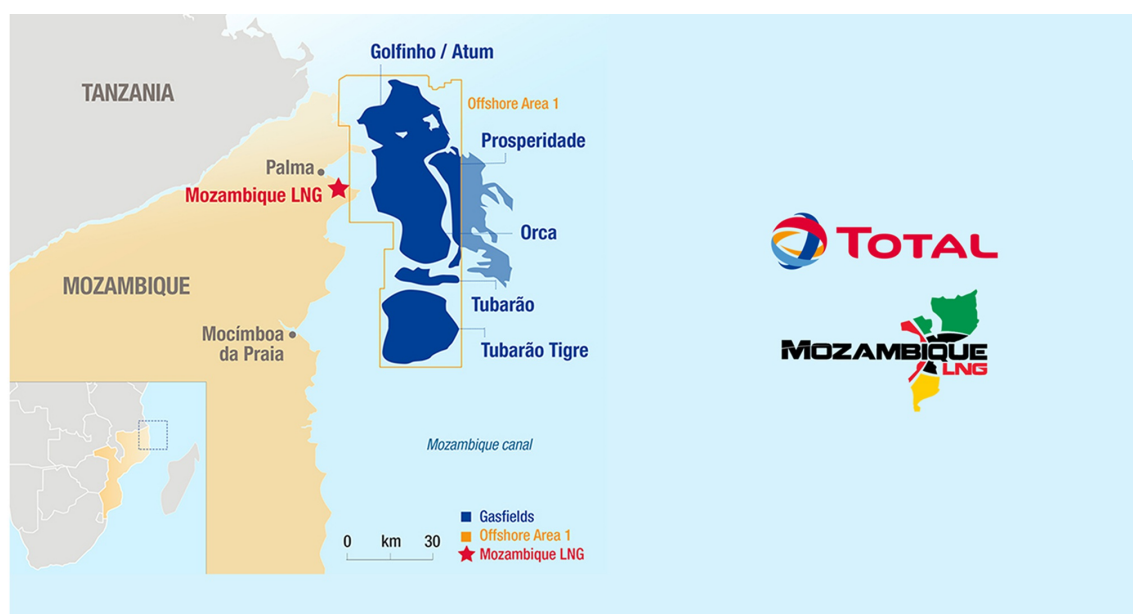 Golfinho / Atum
TANZANIA
Offshore Area 1
Prosperidade
Palma
Mozambique LNG
Orca
MOZAMBIQUE
Tubarão
Mocímboa
da Praia
Tubarão Tigre
Mozambique canal
Gasfields
Offshore Area 1
Mozambique LNG
0 km 30
TOTAL
MOZAMBIQUE
LNG